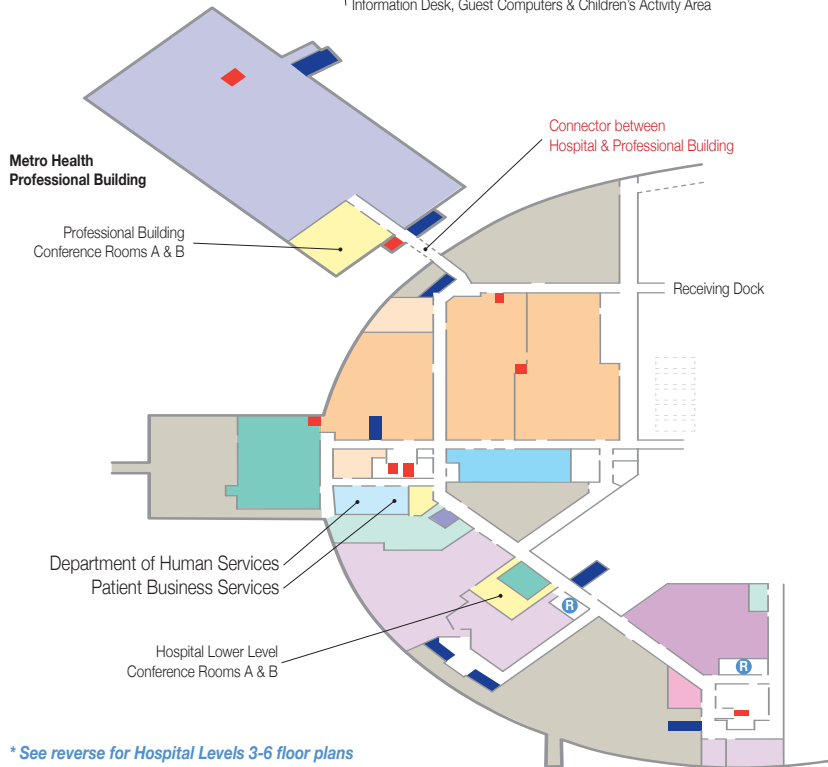 Information Desk, Guest Computers & Children's Activity Area
Connector between
Hospital & Professional Building
Metro Health
Professional Building
Professional Building
Conference Rooms A & B
Receiving Dock
Department of Human Services
Patient Business Services
R
Hospital Lower Level
Conference Rooms A & B
R
* See reverse for Hospital Levels 3-6 floor plans